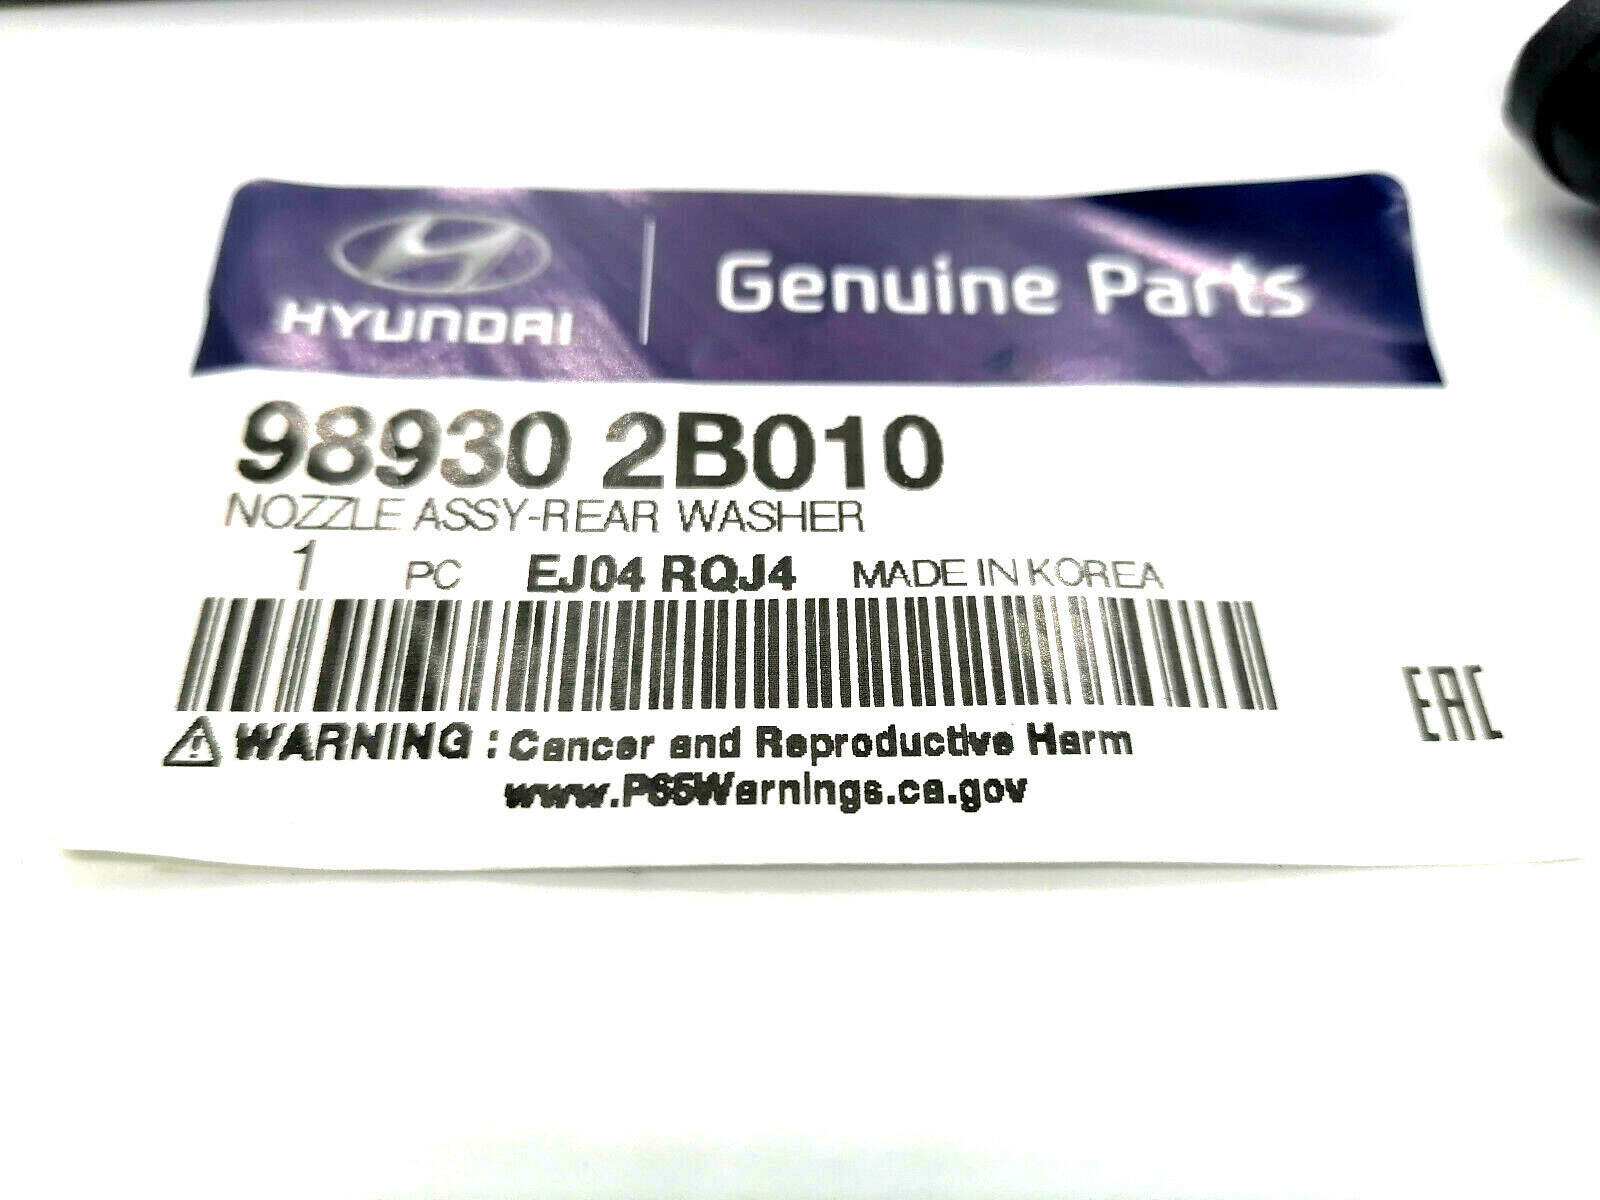 HYUNDAI
Genuine Parts
98930 2B010
NOZZLE ASSY-REAR WASHER
1 PC EJ04 RQJ4 MADE IN KOREA
WARNING : Cancer and Reproductive Harm
www.P65Warnings.ca.gov
EAC